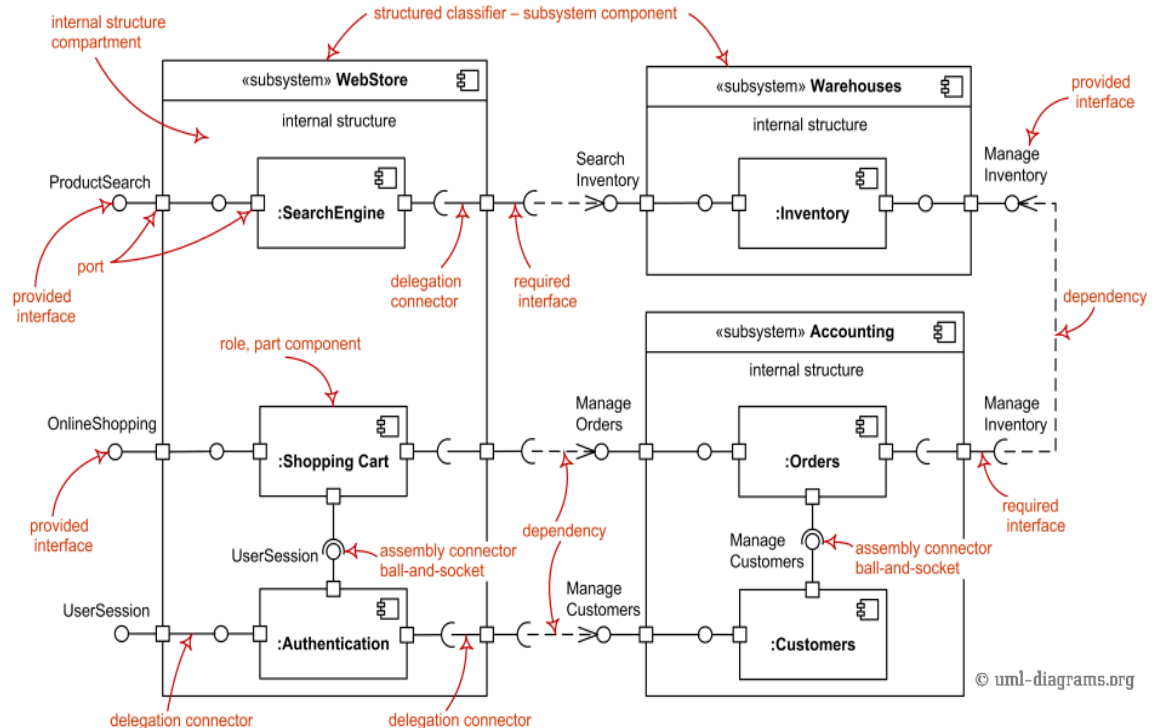 structured classifier – subsystem component
internal structure
compartment
«subsystem» WebStore
internal structure
«subsystem» Warehouses
internal structure
provided
interface
ProductSearch
:SearchEngine
Search
Inventory
:Inventory
Manage
Inventory
port
provided
interface
delegation
connector
required
interface
dependency
«subsystem» Accounting
internal structure
role, part component
OnlineShopping
:Shopping Cart
Manage
Orders
:Orders
Manage
Inventory
provided
interface
required
interface
dependency
UserSession
assembly connector
ball-and-socket
Manage
Customers
assembly connector
ball-and-socket
UserSession
:Authentication
Manage
Customers
:Customers
delegation connector
delegation connector
© uml-diagrams.org